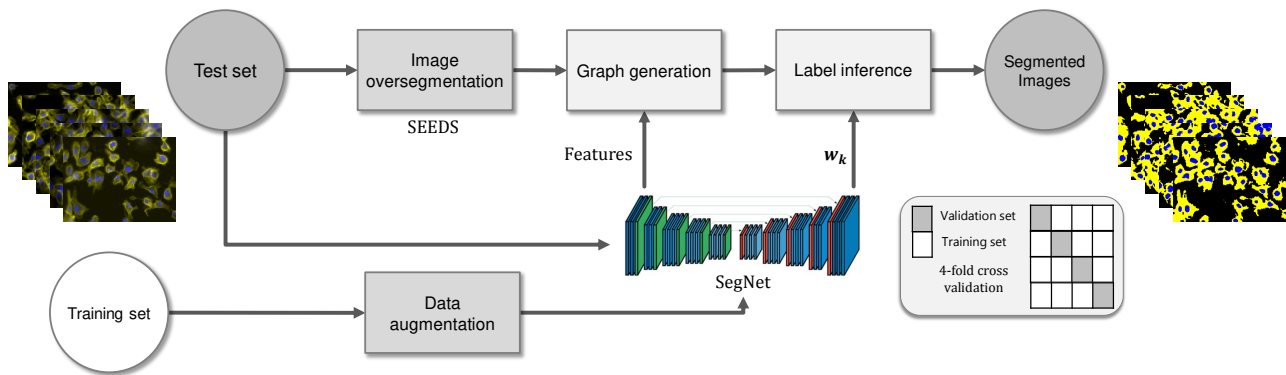 Test set
Image
oversegmentation
SEEDS
Graph generation
Label inference
Segmented
Images
Features
w_k
SegNet
Training set
Data
augmentation
Validation set
Training set
4-fold cross
validation